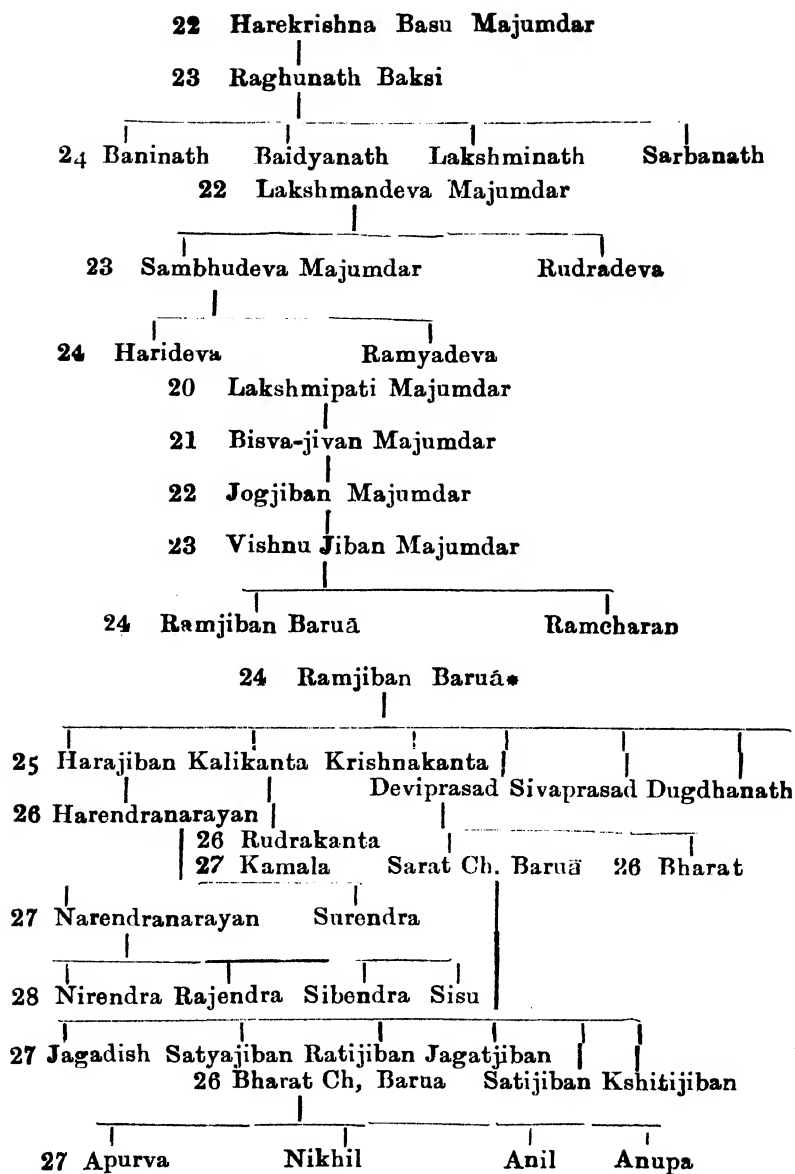 22 Harekrishna Basu Majumdar
23 Raghunath Baksi
24 Baninath Baidyanath Lakshminath Sarbanath
22 Lakshmandeva Majumdar
23 Sambhudeva Majumdar Rudradeva
24 Harideva Ramyadeva
20 Lakshmipati Majumdar
21 Bisva-jivan Majumdar
22 Jogjiban Majumdar
23 Vishnu Jiban Majumdar
24 Ramjiban Baruā Ramcharan
24 Ramjiban Baruá*
25 Harajiban Kalikanta Krishnakanta
Deviprasad Sivaprasad Dugdhanath
26 Harendranarayan
26 Rudrakanta
27 Kamala Sarat Ch. Baruä 26 Bharat
27 Narendranarayan Surendra
28 Nirendra Rajendra Sibendra Sisu
27 Jagadish Satyajiban Ratijiban Jagatjiban
26 Bharat Ch, Barua Satijiban Kshitijiban
27 Apurva Nikhil Anil Anupa